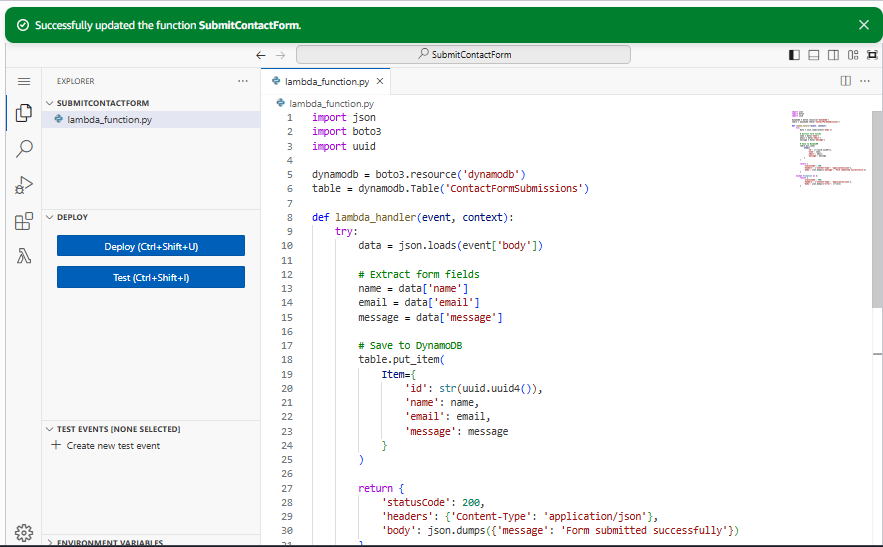 Successfully updated the function SubmitContactForm.
SubmitContactForm
EXPLORER
SUBMITCONTACTFORM
lambda_function.py
DEPLOY
Deploy (Ctrl+Shift+U)
Test (Ctrl+Shift+I)
TEST EVENTS [NONE SELECTED]
Create new test event
ENVIRONMENT VARIABLES
lambda_function.py
lambda_function.py
1 import json
2 import boto3
3 import uuid
4
5 dynamodb = boto3.resource('dynamodb')
6 table = dynamodb.Table('ContactFormSubmissions')
7
8 def lambda_handler(event, context):
9 try:
10 data = json.loads(event['body'])
11
12 # Extract form fields
13 name = data['name']
14 email = data['email']
15 message = data['message']
16
17 # Save to DynamoDB
18 table.put_item(
19 Item={
20 'id': str(uuid.uuid4()),
21 'name': name,
22 'email': email,
23 'message': message
24 }
25 )
26
27 return {
28 'statusCode': 200,
29 'headers': {'Content-Type': 'application/json'},
30 'body': json.dumps({'message': 'Form submitted successfully'})
31 }